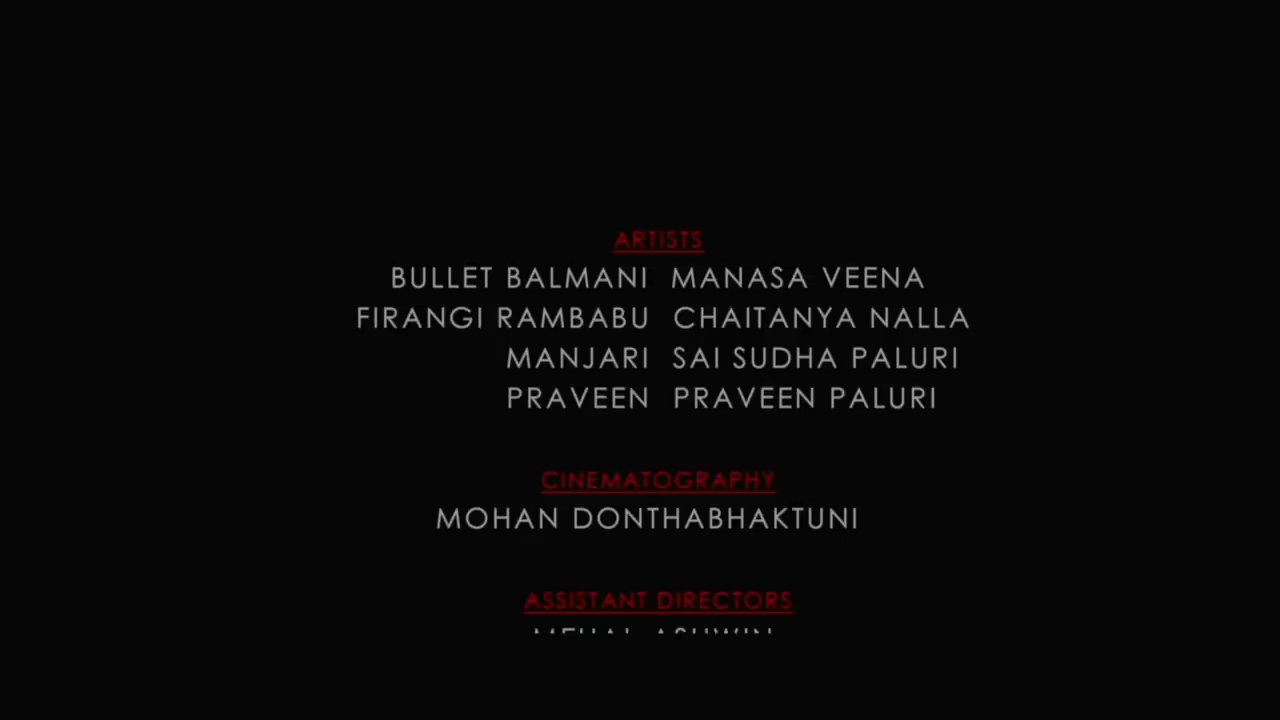 ARTISTS
BULLET BALMANI MANASA VEENA
FIRANGI RAMBABU CHAITANYA NALLA
MANJARI SAI SUDHA PALURI
PRAVEEN PRAVEEN PALURI
CINEMATOGRAPHY
MOHAN DONTHABHAKTUNI
ASSISTANT DIRECTORS